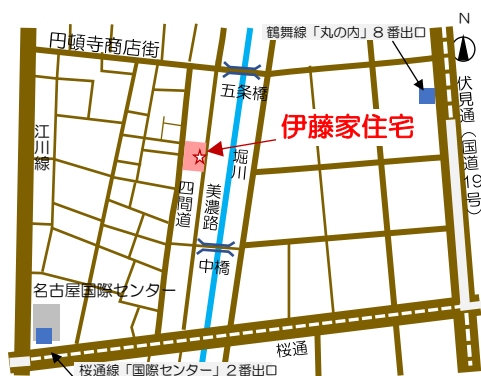 鶴舞線「丸の内」８番出口
N
円頓寺商店街
五条橋
伏見通（国道19号）
伊藤家住宅
江川線
堀川
四間道
美濃路
中橋
名古屋国際センター
桜通
桜通線「国際センター」２番出口